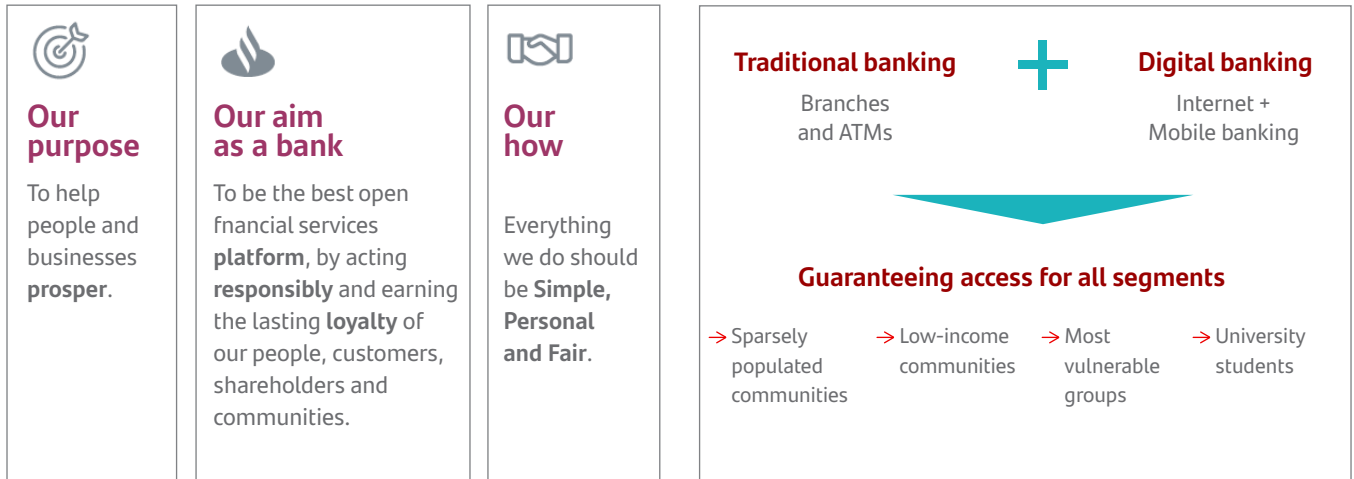 Our
purpose
To help
people and
businesses
prosper.
Our aim
as a bank
To be the best open
fnancial services
platform, by acting
responsibly and earning
the lasting loyalty of
our people, customers,
shareholders and
communities.
Our
how
Everything
we do should
be Simple,
Personal
and Fair.
Traditional banking
Branches
and ATMs
+
Digital banking
Internet +
Mobile banking
Guaranteeing access for all segments
→ Sparsely
populated
communities
→ Low-income
communities
→ Most
vulnerable
groups
→ University
students